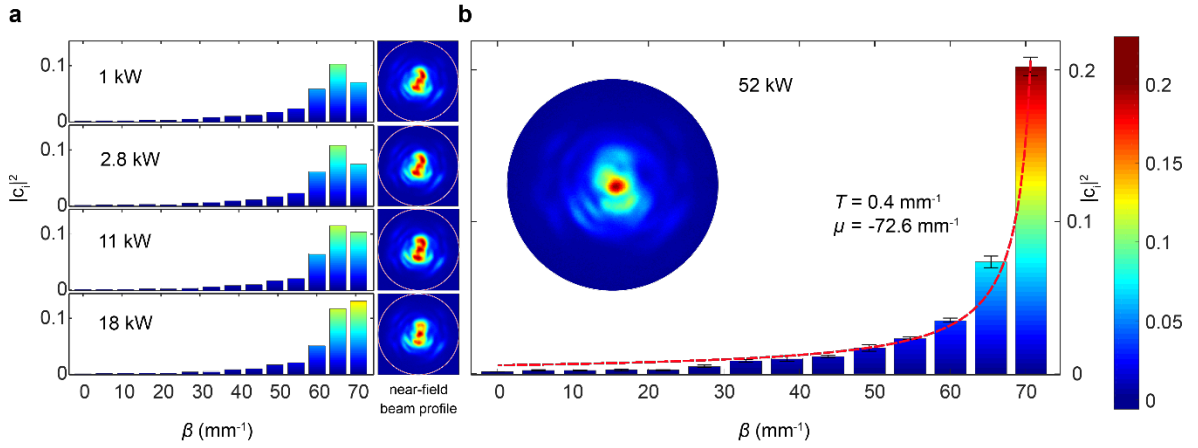 a
b
0.1
1 kW
0
0.1
2.8 kW
0
0.1
11 kW
0
0.1
18 kW
0
|cᵢ|²
0 10 20 30 40 50 60 70
β (mm⁻¹)
near-field
beam profile
52 kW
T = 0.4 mm⁻¹
μ = -72.6 mm⁻¹
0 10 20 30 40 50 60 70
β (mm⁻¹)
0.2
0.1
0
|cᵢ|²
0.2
0.15
0.1
0.05
0